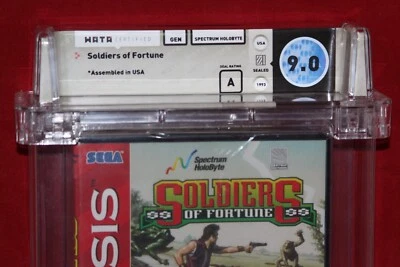 WATA CERTIFIED
GEN
SPECTRUM HOLOBYTE
Soldiers of Fortune
*Assembled in USA
SEAL RATING
A
USA
SEALED
1993
9.0
SEGA
Spectrum
HoloByte
SOLDIERS
$$ OF FORTUNE $$
SIS